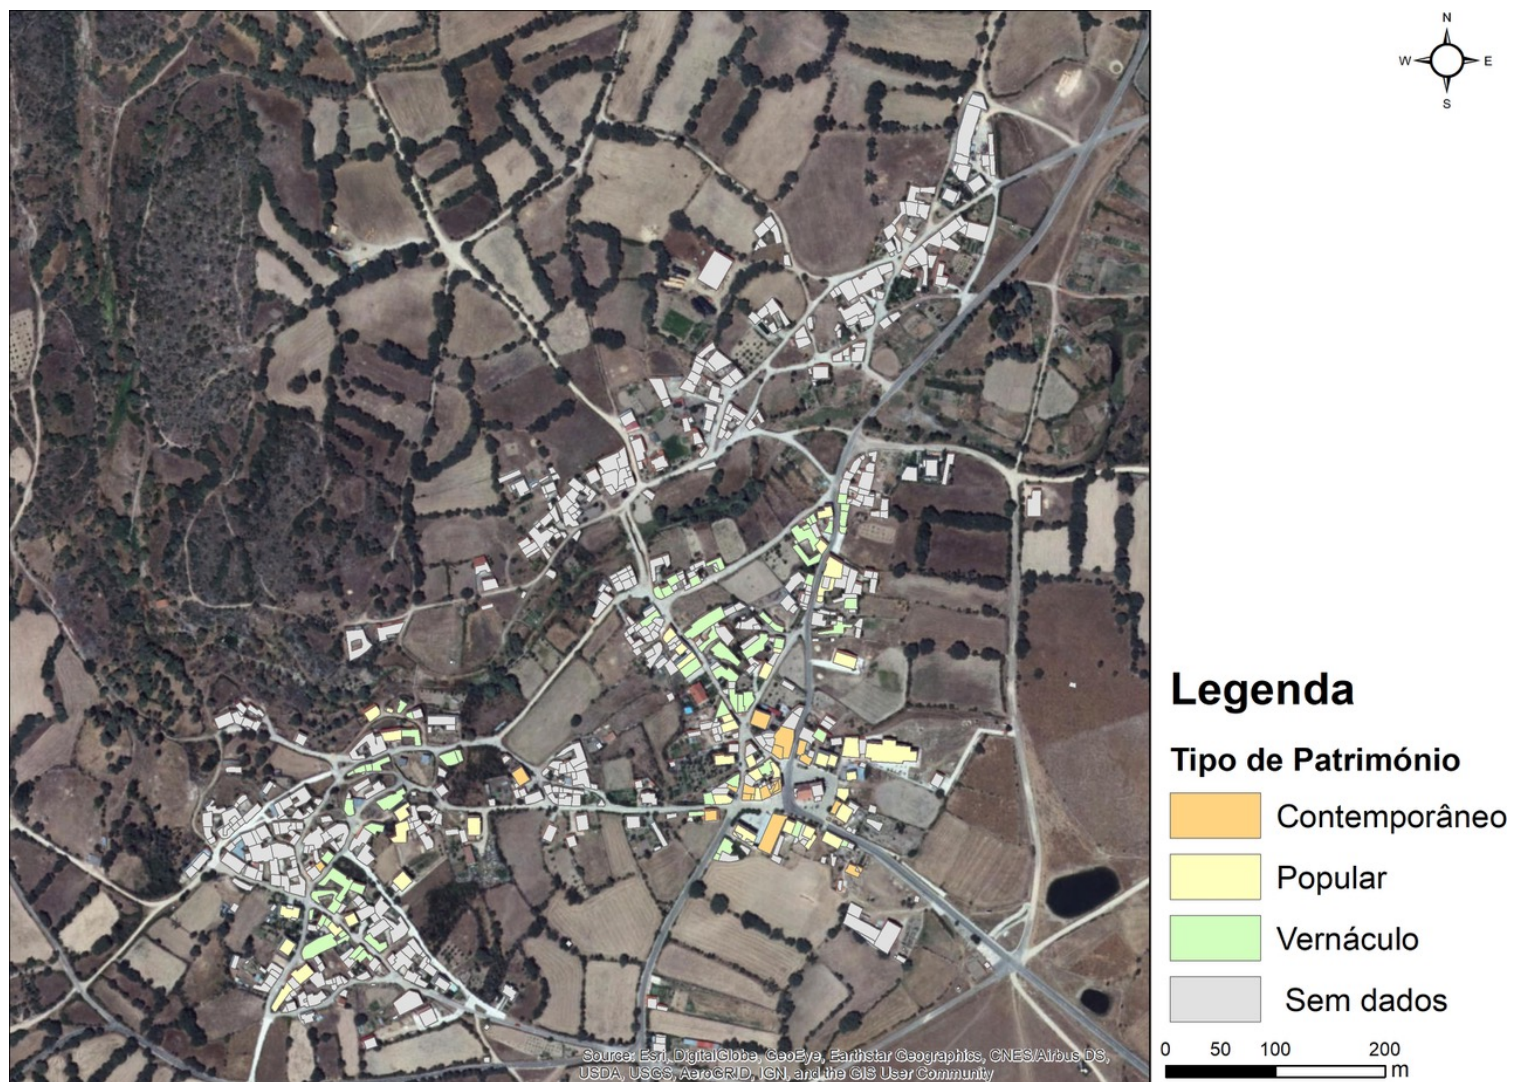 N
W E
S
Legenda
Tipo de Património
Contemporâneo
Popular
Vernáculo
Sem dados
0 50 100 200
m
Source: Esri, DigitalGlobe, GeoEye, Earthstar Geographics, CNES/Airbus DS,
USDA, USGS, AeroGRID, IGN, and the GIS User Community